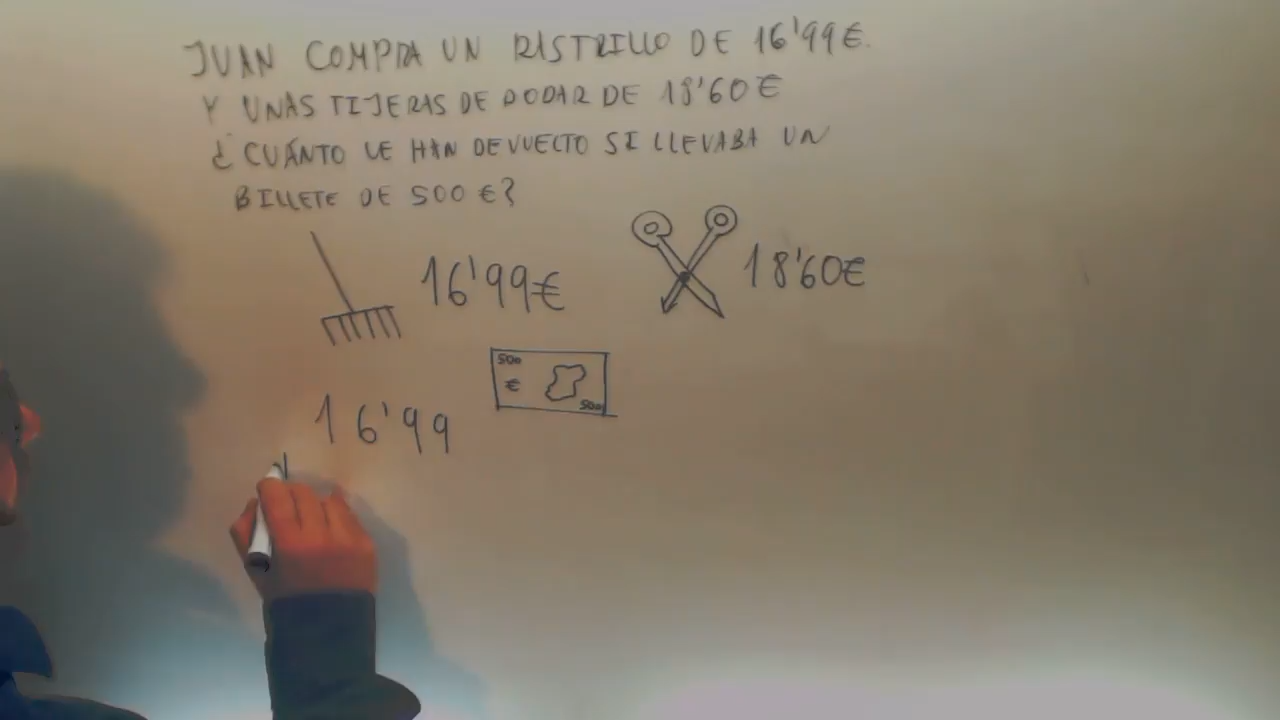 JUAN COMPRA UN RISTRILLO DE 16'99€.
Y UNAS TIJERAS DE PODAR DE 18'60€
¿CUÁNTO LE HAN DEVUELTO SI LLEVABA UN
BILLETE DE 500 €?
16'99€
18'60€
500
€
500
16'99